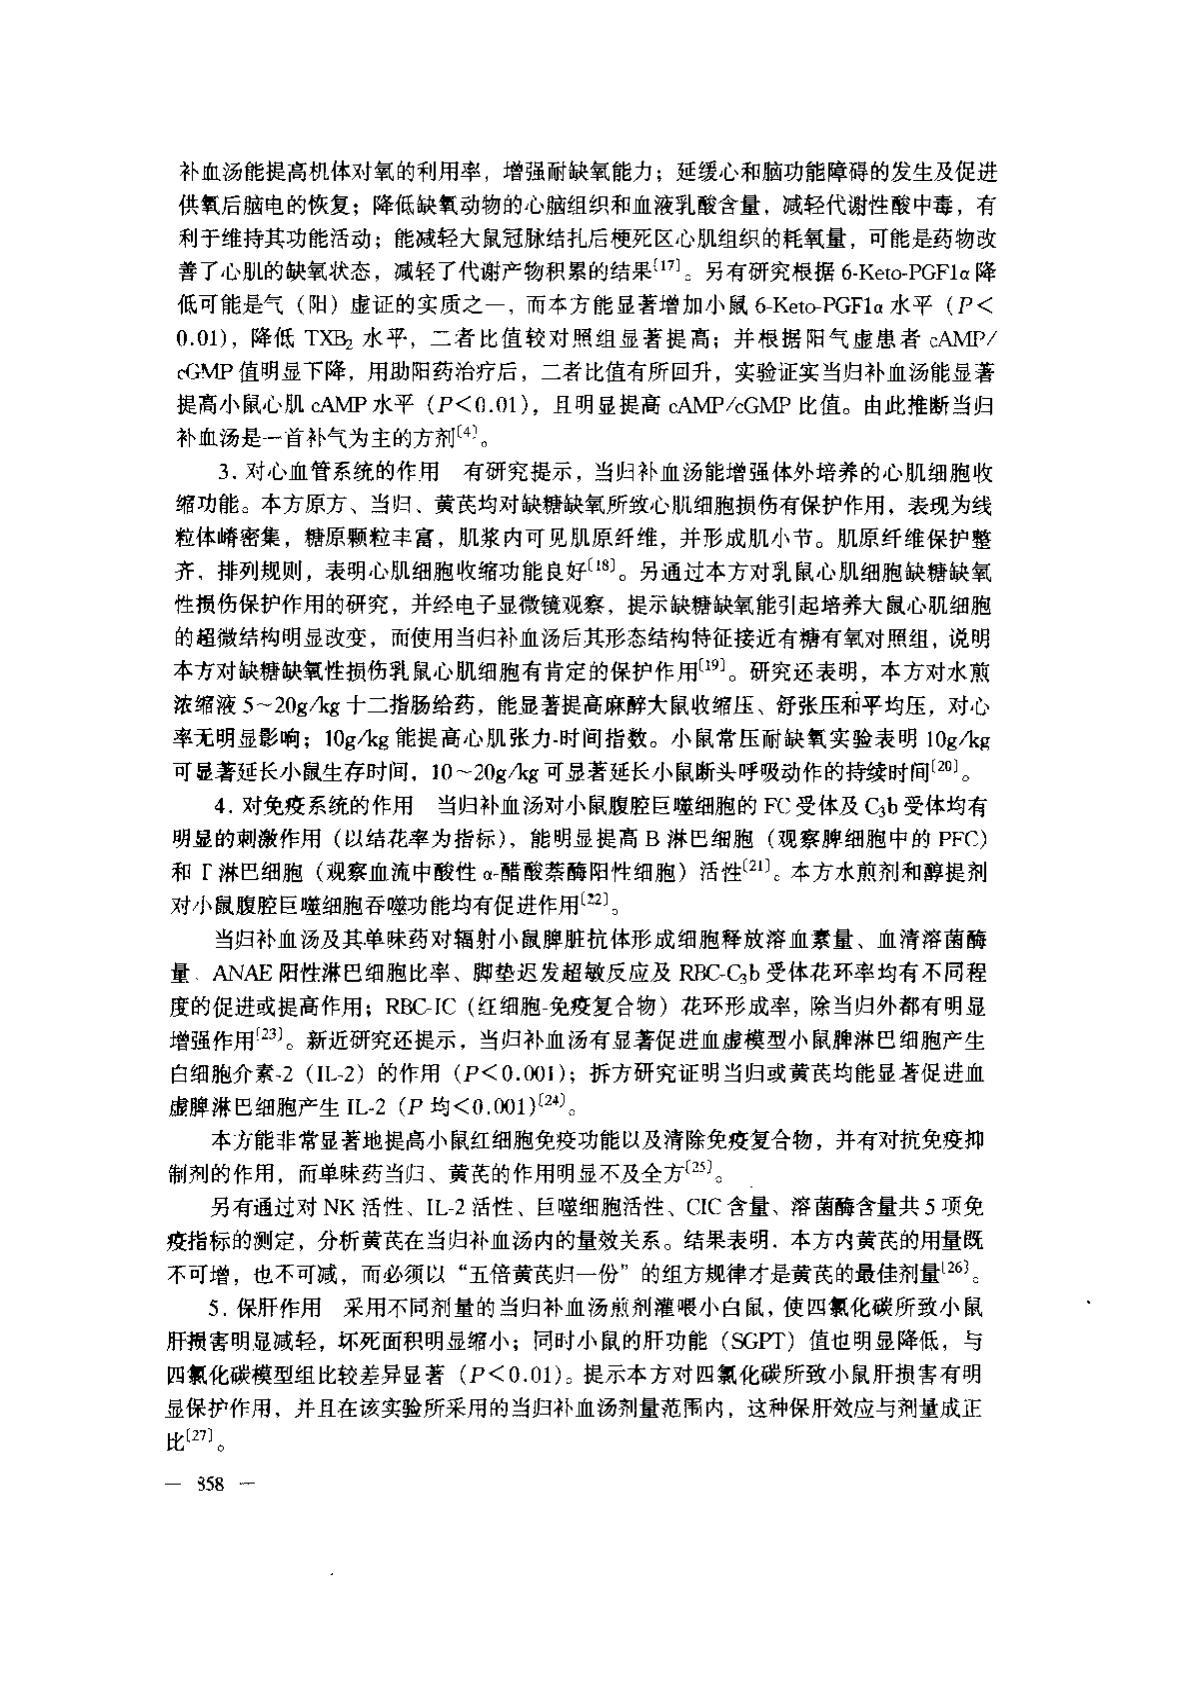 补血汤能提高机体对氧的利用率，增强耐缺氧能力；延缓心和脑功能障碍的发生及促进
供氧后脑电的恢复；降低缺氧动物的心脑组织和血液乳酸含量，减轻代谢性酸中毒，有
利于维持其功能活动；能减轻大鼠冠脉结扎后梗死区心肌组织的耗氧量，可能是药物改
善了心肌的缺氧状态，减轻了代谢产物积累的结果〔17〕。另有研究根据 6-Keto-PGF1α 降
低可能是气（阳）虚证的实质之一，而本方能显著增加小鼠 6-Keto-PGF1α 水平（P＜
0.01），降低 TXB₂ 水平，二者比值较对照组显著提高；并根据阳气虚患者 cAMP/
cGMP 值明显下降，用助阳药治疗后，二者比值有所回升，实验证实当归补血汤能显著
提高小鼠心肌 cAMP 水平（P＜0.01），且明显提高 cAMP/cGMP 比值。由此推断当归
补血汤是一首补气为主的方剂〔4〕。
3. 对心血管系统的作用　有研究提示，当归补血汤能增强体外培养的心肌细胞收
缩功能。本方原方、当归、黄芪均对缺糖缺氧所致心肌细胞损伤有保护作用，表现为线
粒体嵴密集，糖原颗粒丰富，肌浆内可见肌原纤维，并形成肌小节。肌原纤维保护整
齐，排列规则，表明心肌细胞收缩功能良好〔18〕。另通过本方对乳鼠心肌细胞缺糖缺氧
性损伤保护作用的研究，并经电子显微镜观察，提示缺糖缺氧能引起培养大鼠心肌细胞
的超微结构明显改变，而使用当归补血汤后其形态结构特征接近有糖有氧对照组，说明
本方对缺糖缺氧性损伤乳鼠心肌细胞有肯定的保护作用〔19〕。研究还表明，本方对水煎
浓缩液 5～20g/kg 十二指肠给药，能显著提高麻醉大鼠收缩压、舒张压和平均压，对心
率无明显影响；10g/kg 能提高心肌张力-时间指数。小鼠常压耐缺氧实验表明 10g/kg
可显著延长小鼠生存时间，10～20g/kg 可显著延长小鼠断头呼吸动作的持续时间〔20〕。
4. 对免疫系统的作用　当归补血汤对小鼠腹腔巨噬细胞的 FC 受体及 C₃b 受体均有
明显的刺激作用（以结花率为指标），能明显提高 B 淋巴细胞（观察脾细胞中的 PFC）
和 T 淋巴细胞（观察血流中酸性 α-醋酸萘酶阳性细胞）活性〔21〕。本方水煎剂和醇提剂
对小鼠腹腔巨噬细胞吞噬功能均有促进作用〔22〕。
当归补血汤及其单味药对辐射小鼠脾脏抗体形成细胞释放溶血素量、血清溶菌酶
量、ANAE 阳性淋巴细胞比率、脚垫迟发超敏反应及 RBC-C₃b 受体花环率均有不同程
度的促进或提高作用；RBC-IC（红细胞-免疫复合物）花环形成率，除当归外都有明显
增强作用〔23〕。新近研究还提示，当归补血汤有显著促进血虚模型小鼠脾淋巴细胞产生
白细胞介素-2（IL-2）的作用（P＜0.001）；拆方研究证明当归或黄芪均能显著促进血
虚脾淋巴细胞产生 IL-2（P 均＜0.001）〔24〕。
本方能非常显著地提高小鼠红细胞免疫功能以及清除免疫复合物，并有对抗免疫抑
制剂的作用，而单味药当归、黄芪的作用明显不及全方〔25〕。
另有通过对 NK 活性、IL-2 活性、巨噬细胞活性、CIC 含量、溶菌酶含量共 5 项免
疫指标的测定，分析黄芪在当归补血汤内的量效关系。结果表明，本方内黄芪的用量既
不可增，也不可减，而必须以“五倍黄芪归一份”的组方规律才是黄芪的最佳剂量〔26〕。
5. 保肝作用　采用不同剂量的当归补血汤煎剂灌喂小白鼠，使四氯化碳所致小鼠
肝损害明显减轻，坏死面积明显缩小；同时小鼠的肝功能（SGPT）值也明显降低，与
四氯化碳模型组比较差异显著（P＜0.01）。提示本方对四氯化碳所致小鼠肝损害有明
显保护作用，并且在该实验所采用的当归补血汤剂量范围内，这种保肝效应与剂量成正
比〔27〕。
— 858 —